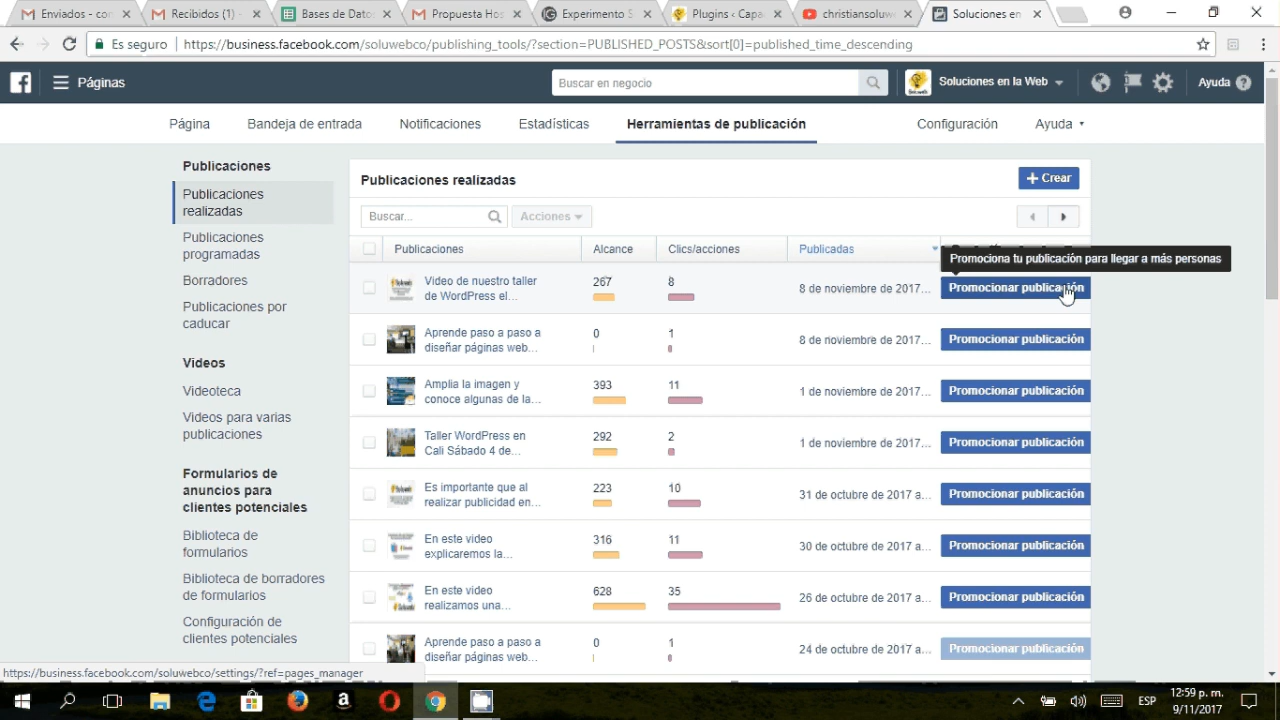 Enviados - con
Recibidos (1)
Bases de Dato
Propuesta Hos
Experimento S
Plugins ‹ Capa
christiansoluw
Soluciones en
Es seguro
https://business.facebook.com/soluwebco/publishing_tools/?section=PUBLISHED_POSTS&sort[0]=published_time_descending
Páginas
Buscar en negocio
Soluciones en la Web
Ayuda
Página
Bandeja de entrada
Notificaciones
Estadísticas
Herramientas de publicación
Configuración
Ayuda
Publicaciones
Publicaciones
realizadas
Publicaciones
programadas
Borradores
Publicaciones por
caducar
Videos
Videoteca
Videos para varias
publicaciones
Formularios de
anuncios para
clientes potenciales
Biblioteca de
formularios
Biblioteca de borradores
de formularios
Configuración de
clientes potenciales
Publicaciones realizadas
+ Crear
Buscar...
Acciones
Publicaciones
Alcance
Clics/acciones
Publicadas
Promociona tu publicación para llegar a más personas
Video de nuestro taller
de WordPress el...
267
8
8 de noviembre de 2017...
Promocionar publicación
Aprende paso a paso a
diseñar páginas web...
0
1
8 de noviembre de 2017...
Promocionar publicación
Amplia la imagen y
conoce algunas de la...
393
11
1 de noviembre de 2017...
Promocionar publicación
Taller WordPress en
Cali Sábado 4 de...
292
2
1 de noviembre de 2017...
Promocionar publicación
Es importante que al
realizar publicidad en...
223
10
31 de octubre de 2017 a...
Promocionar publicación
En este video
explicaremos la...
316
11
30 de octubre de 2017 a...
Promocionar publicación
En este video
realizamos una...
628
35
26 de octubre de 2017 a...
Promocionar publicación
Aprende paso a paso a
diseñar páginas web...
0
1
24 de octubre de 2017 a...
Promocionar publicación
https://business.facebook.com/soluwebco/settings/?ref=pages_manager
ESP
12:59 p. m.
9/11/2017